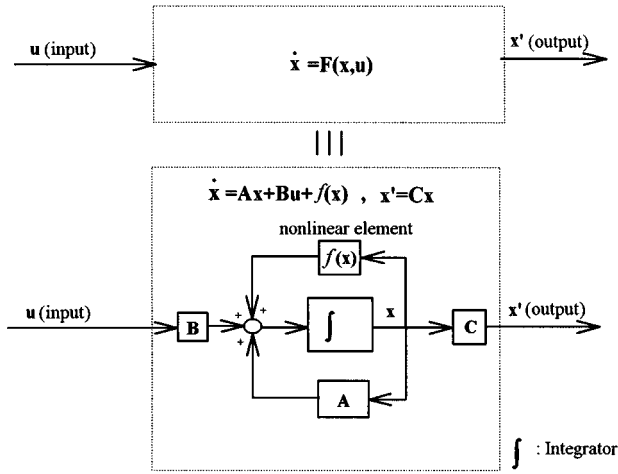 u (input)
ẋ =F(x,u)
x' (output)
|||
ẋ =Ax+Bu+f(x) , x'=Cx
nonlinear element
f(x)
u (input)
B
+ + +
∫
x
C
x' (output)
A
∫ : Integrator